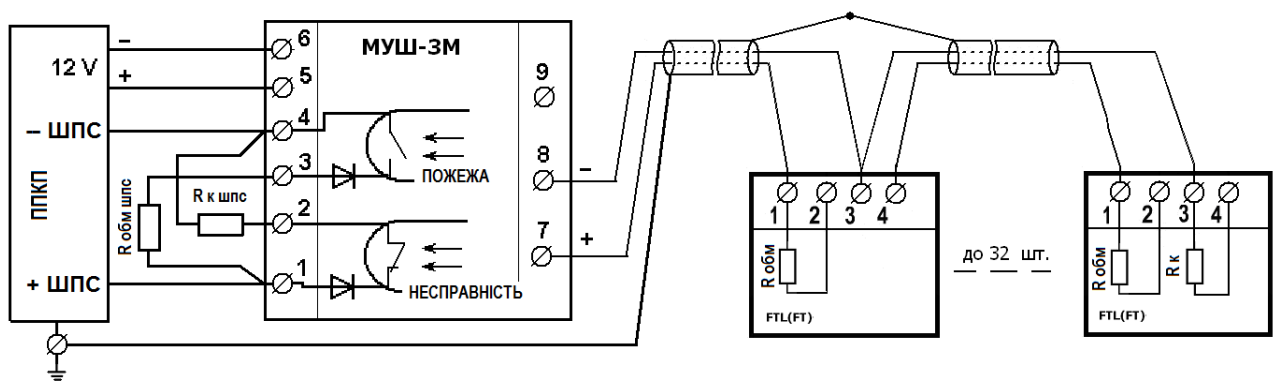 12 V
–
+
– ШПС
ППКП
+ ШПС
R обм шпс
R к шпс
МУШ-3М
6
5
4
3
2
1
ПОЖЕЖА
НЕСПРАВНІСТЬ
9
8
7
–
+
1
2
3
4
R обм
FTL(FT)
до 32 шт.
1
2
3
4
R обм
R к
FTL(FT)